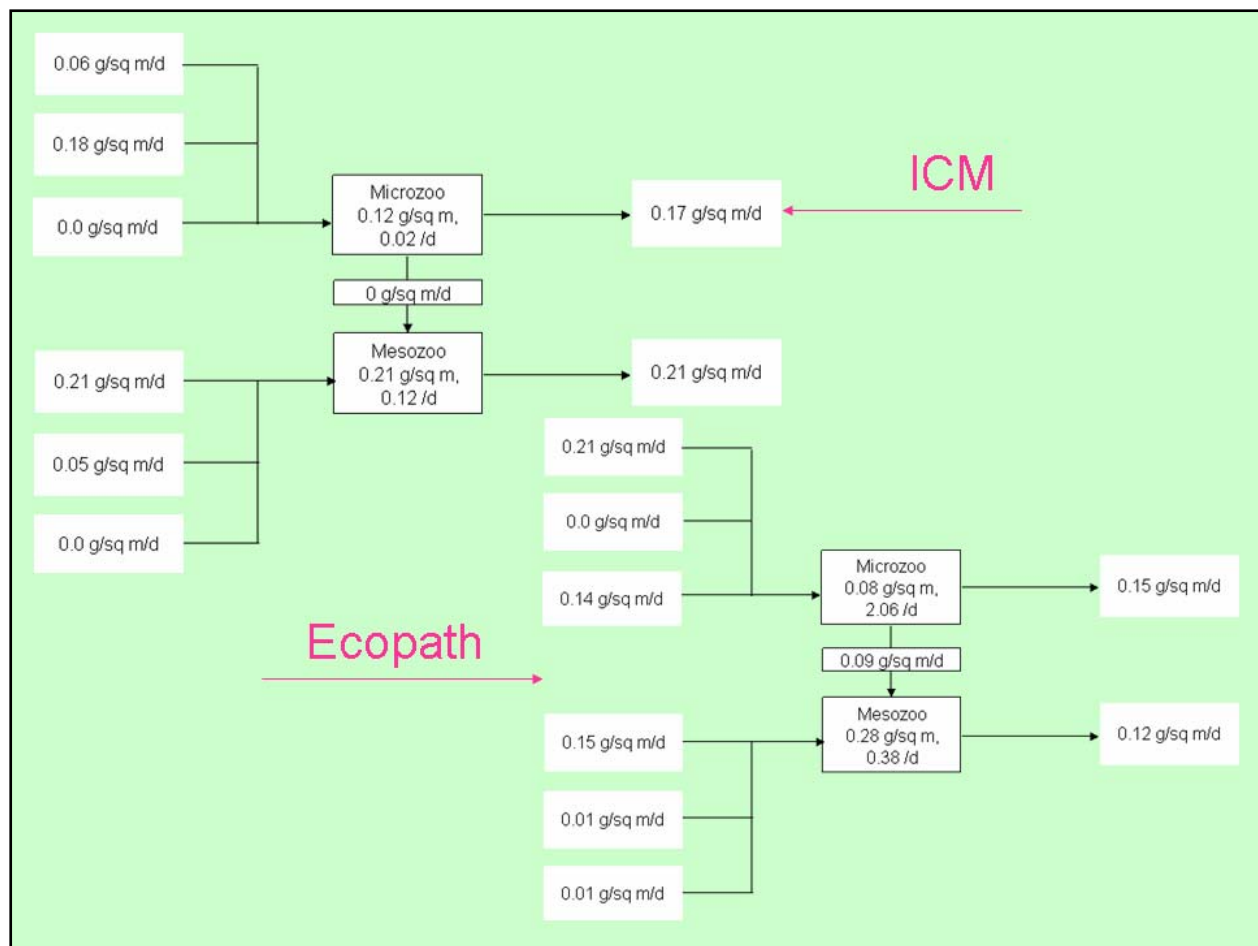 0.06 g/sq m/d
0.18 g/sq m/d
0.0 g/sq m/d
Microzoo
0.12 g/sq m,
0.02 /d
0.17 g/sq m/d
ICM
0 g/sq m/d
0.21 g/sq m/d
0.05 g/sq m/d
0.0 g/sq m/d
Mesozoo
0.21 g/sq m,
0.12 /d
0.21 g/sq m/d
Ecopath
0.21 g/sq m/d
0.0 g/sq m/d
0.14 g/sq m/d
Microzoo
0.08 g/sq m,
2.06 /d
0.15 g/sq m/d
0.09 g/sq m/d
0.15 g/sq m/d
0.01 g/sq m/d
0.01 g/sq m/d
Mesozoo
0.28 g/sq m,
0.38 /d
0.12 g/sq m/d